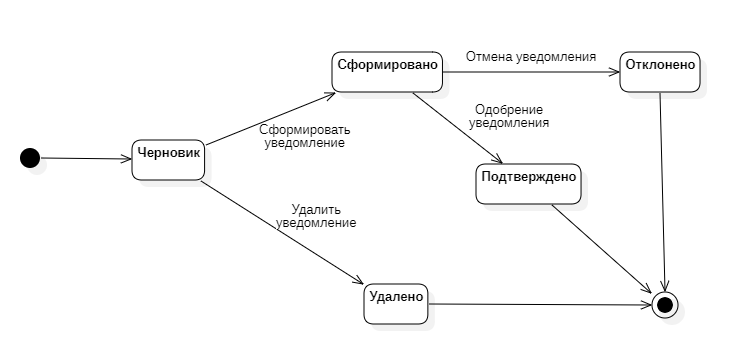 Сформировано
Отмена уведомления
Отклонено
Одобрение
уведомления
Сформировать
уведомление
Черновик
Подтверждено
Удалить
уведомление
Удалено